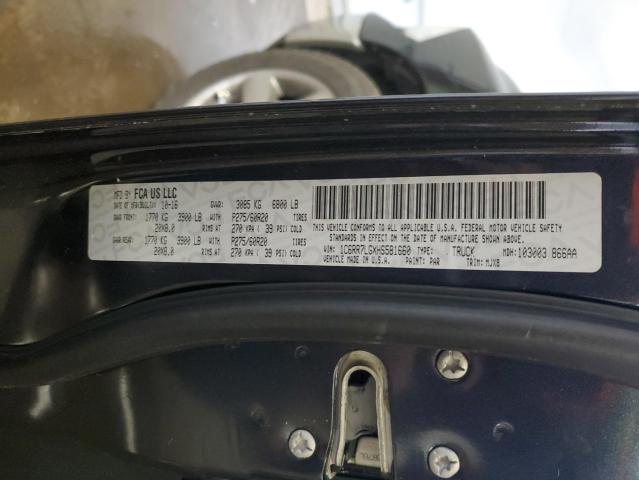 MFD BY FCA US LLC
DATE OF MFR 10-16 GVWR: 3085 KG 6800 LB
GAWR FRONT: 1770 KG 3900 LB WITH P275/60R20 TIRES
20X8.0 RIMS AT 270 KPA ( 39 PSI) COLD
GAWR REAR: 1770 KG 3900 LB WITH P275/60R20 TIRES
20X8.0 RIMS AT 270 KPA ( 39 PSI) COLD
THIS VEHICLE CONFORMS TO ALL APPLICABLE U.S.A. FEDERAL MOTOR VEHICLE SAFETY
STANDARDS IN EFFECT ON THE DATE OF MANUFACTURE SHOWN ABOVE.
VIN: 1C6RR7LGXHS581660 TYPE: TRUCK MDH: 103003 866AA
VEHICLE MADE IN U.S.A. PAINT: PAR TRIM: MJX8